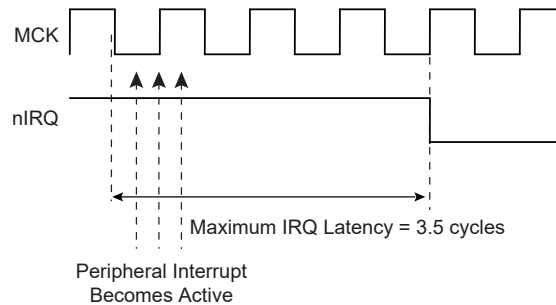 MCK
nIRQ
Maximum IRQ Latency = 3.5 cycles
Peripheral Interrupt
Becomes Active